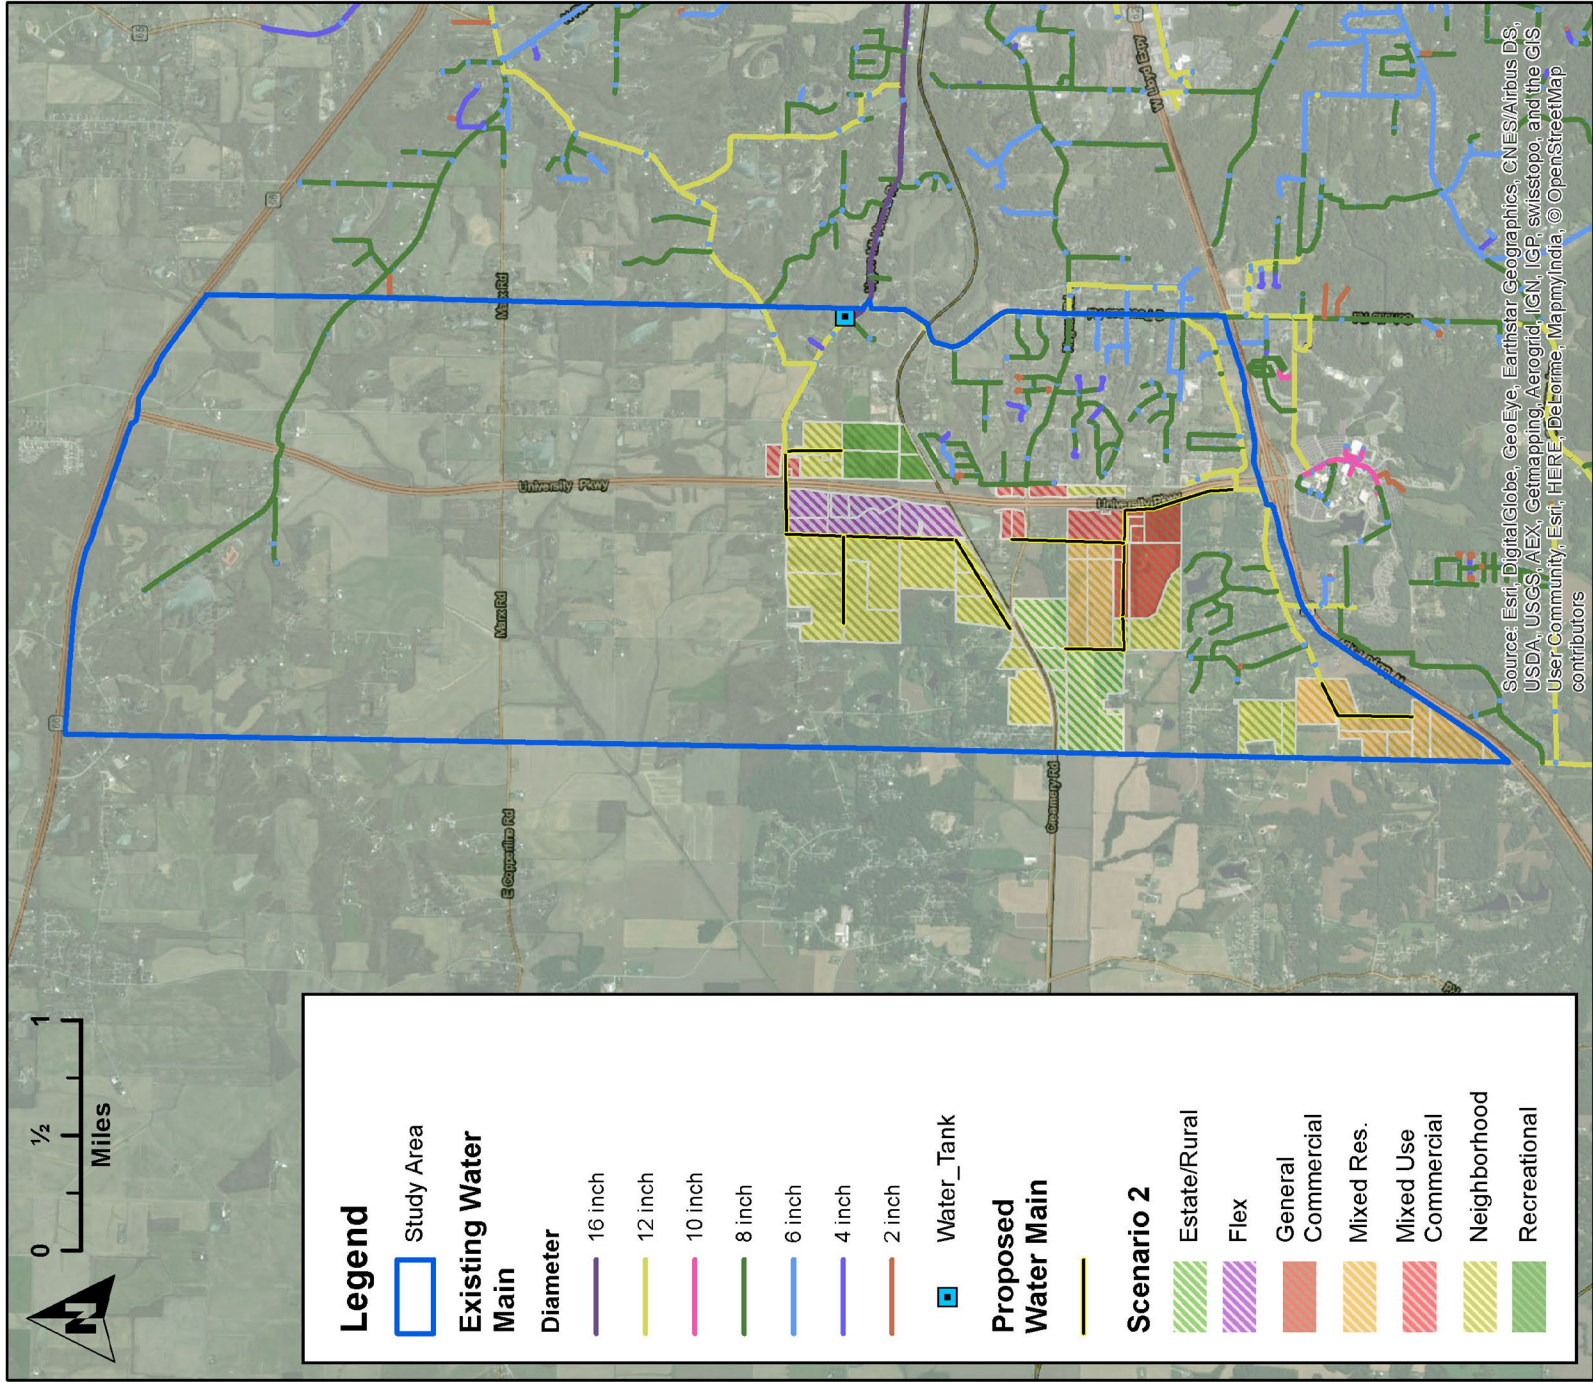 N
0
½
1
Miles
Legend
Study Area
Existing Water
Main
Diameter
16 inch
12 inch
10 inch
8 inch
6 inch
4 inch
2 inch
Water_Tank
Proposed
Water Main
Scenario 2
Estate/Rural
Flex
General
Commercial
Mixed Res.
Mixed Use
Commercial
Neighborhood
Recreational
Marx Rd
Marx Rd
University Pkwy
University Pkwy
Creamery Rd
W Lloyd Expy
Source: Esri, DigitalGlobe, GeoEye, Earthstar Geographics, CNES/Airbus DS,
USDA, USGS, AEX, Getmapping, Aerogrid, IGN, IGP, swisstopo, and the GIS
User Community, Esri, HERE, DeLorme, MapmyIndia, © OpenStreetMap
contributors